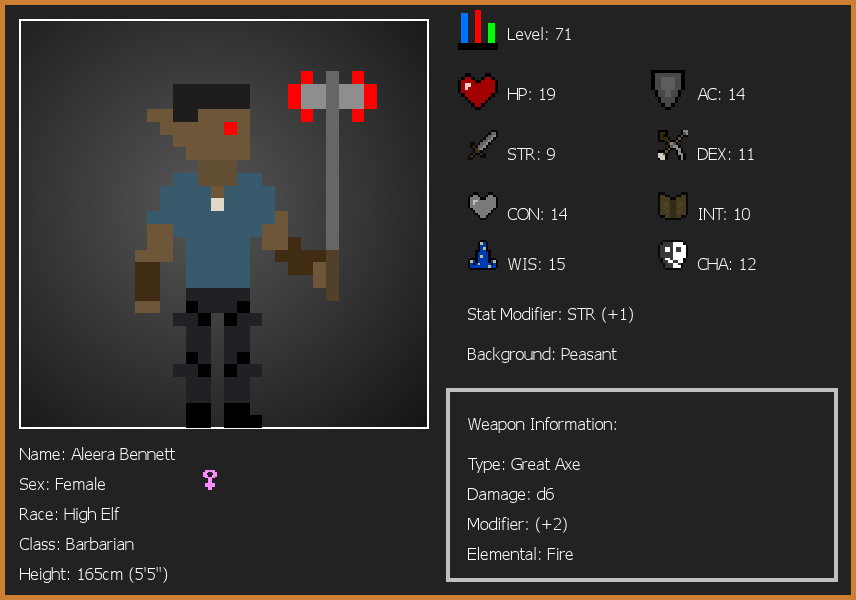 Level: 71
HP: 19
AC: 14
STR: 9
DEX: 11
CON: 14
INT: 10
WIS: 15
CHA: 12
Stat Modifier: STR (+1)
Background: Peasant
Weapon Information:
Type: Great Axe
Damage: d6
Modifier: (+2)
Elemental: Fire
Name: Aleera Bennett
Sex: Female
Race: High Elf
Class: Barbarian
Height: 165cm (5'5")